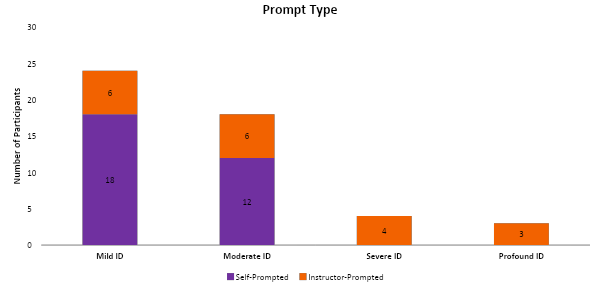 Prompt Type
Number of Participants
30
25
20
15
10
5
0
6
18
6
12
4
3
Mild ID
Moderate ID
Severe ID
Profound ID
Self-Prompted
Instructor-Prompted